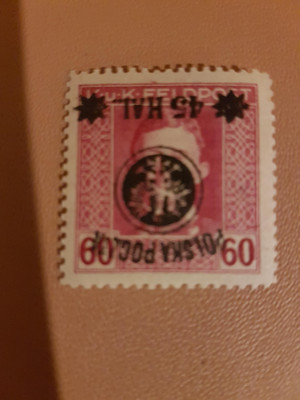 K.u.K. FELDPOST
45 HAL.
POLSKA POCZTA
60 60